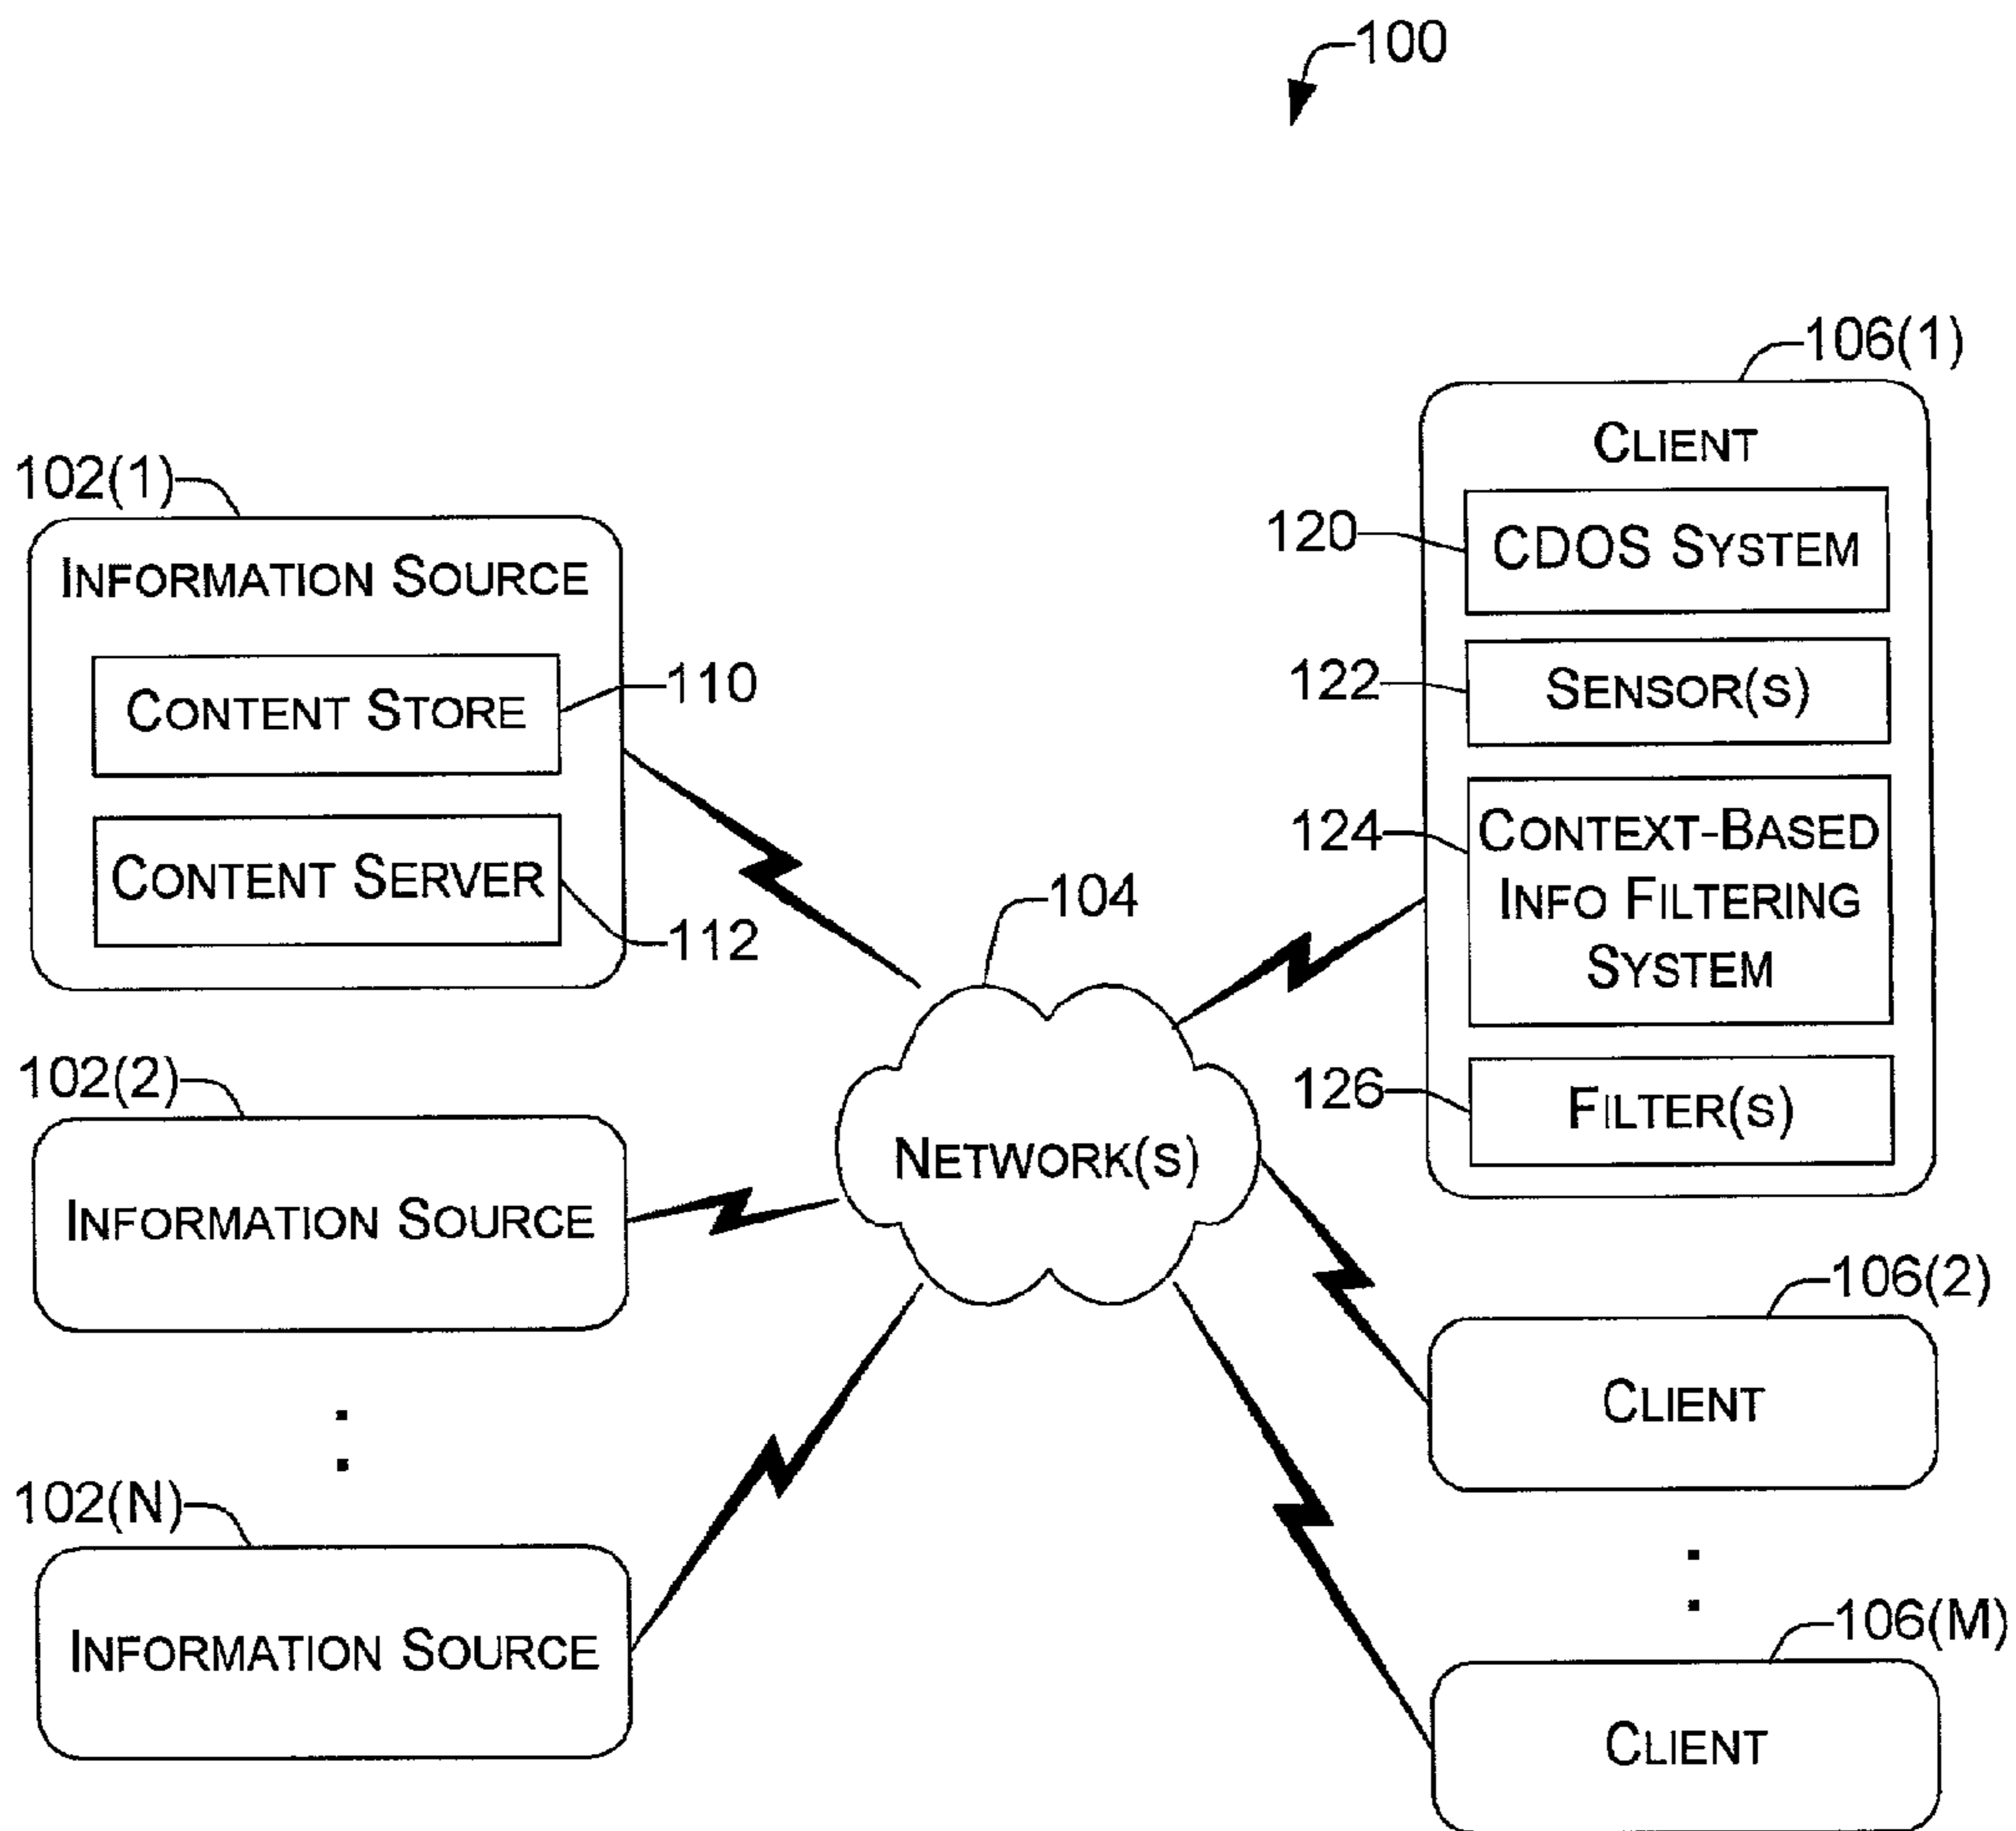 100
102(1)
INFORMATION SOURCE
CONTENT STORE
110
CONTENT SERVER
112
102(2)
INFORMATION SOURCE
102(N)
INFORMATION SOURCE
104
NETWORK(S)
106(1)
CLIENT
120
CDOS SYSTEM
122
SENSOR(S)
124
CONTEXT-BASED
INFO FILTERING
SYSTEM
126
FILTER(S)
106(2)
CLIENT
106(M)
CLIENT